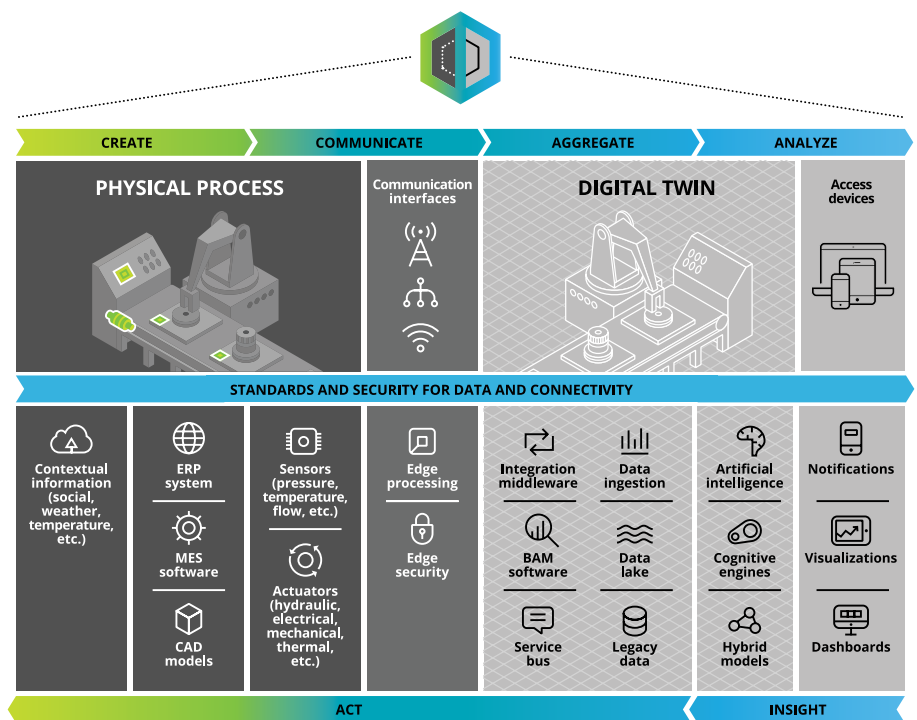 CREATE
COMMUNICATE
AGGREGATE
ANALYZE
PHYSICAL PROCESS
Communication
interfaces
DIGITAL TWIN
Access
devices
STANDARDS AND SECURITY FOR DATA AND CONNECTIVITY
Contextual
information
(social,
weather,
temperature,
etc.)
ERP
system
MES
software
CAD
models
Sensors
(pressure,
temperature,
flow, etc.)
Actuators
(hydraulic,
electrical,
mechanical,
thermal,
etc.)
Edge
processing
Edge
security
Integration
middleware
BAM
software
Service
bus
Data
ingestion
Data
lake
Legacy
data
Artificial
intelligence
Cognitive
engines
Hybrid
models
Notifications
Visualizations
Dashboards
ACT
INSIGHT